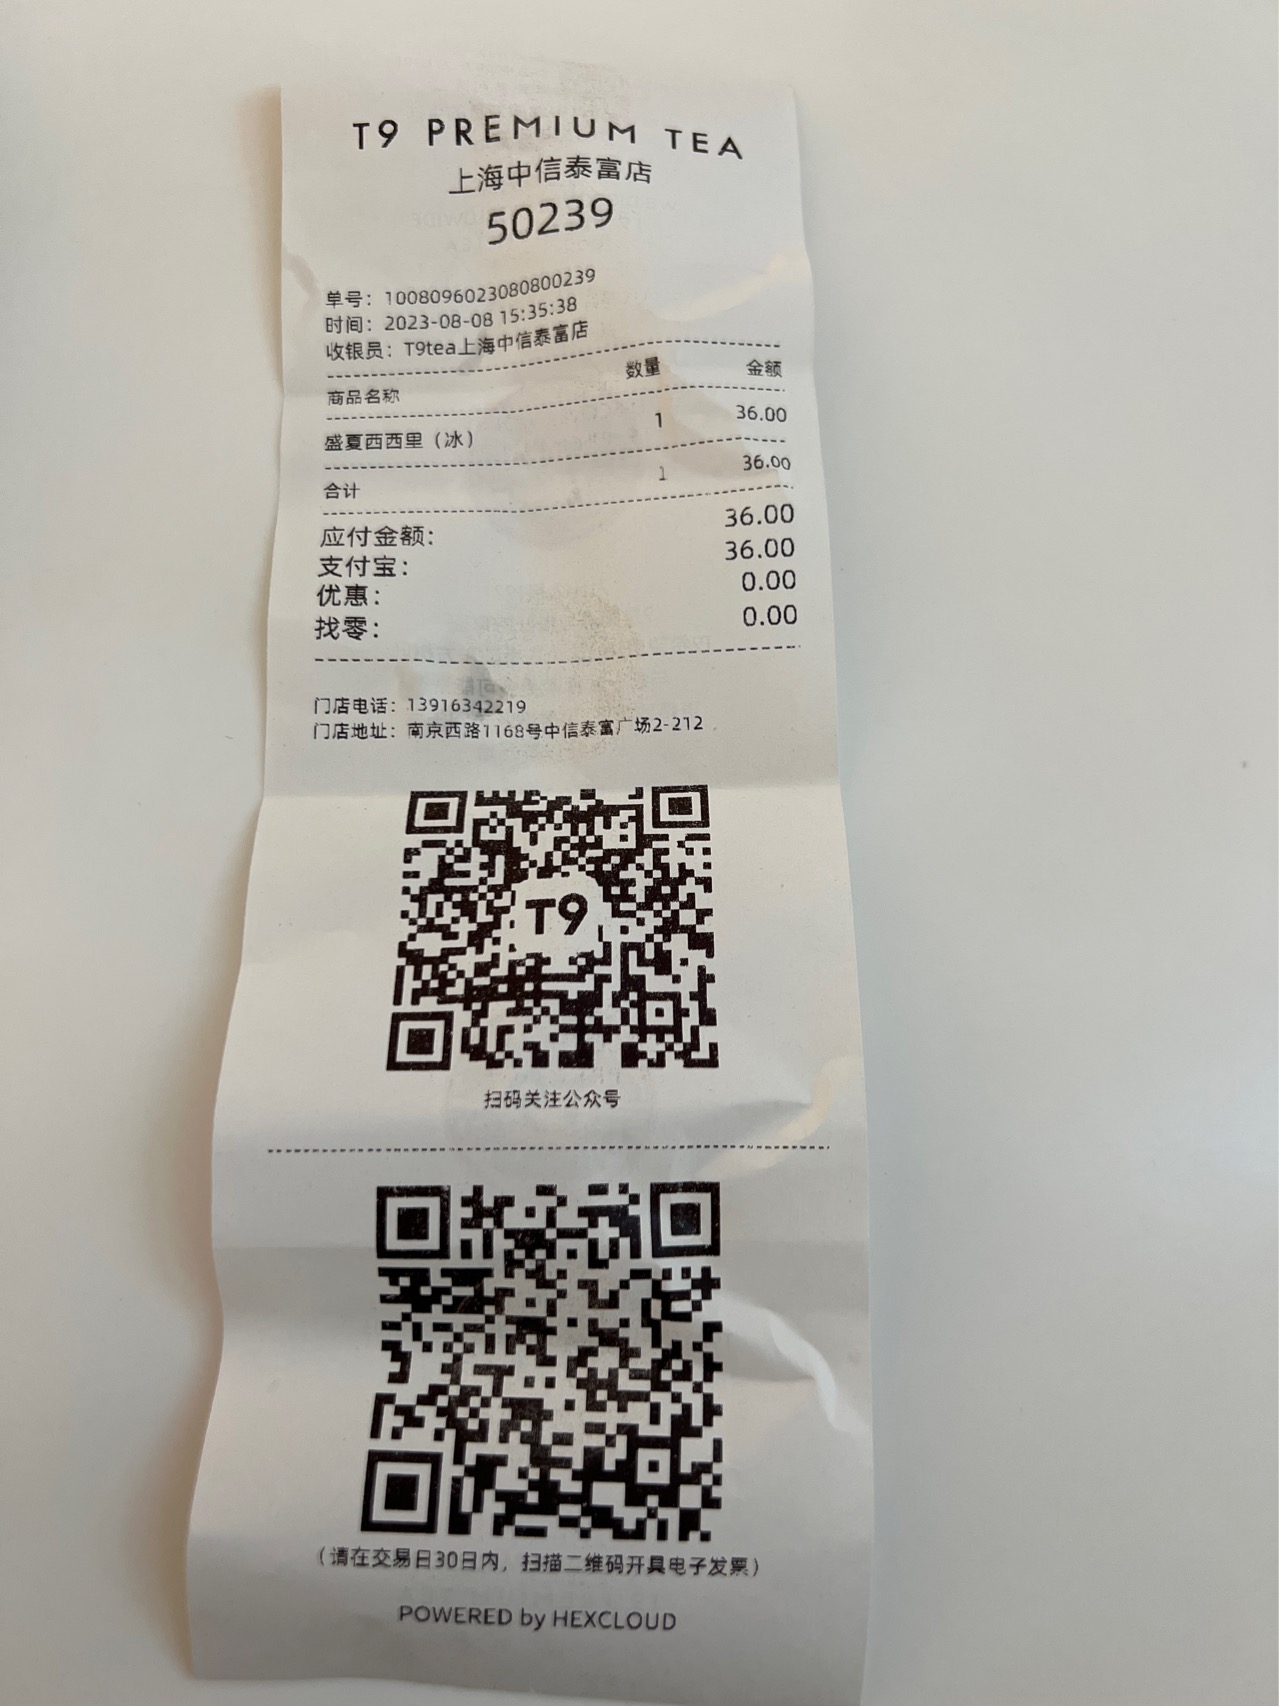 T9 PREMIUM TEA
上海中信泰富店
50239
单号：1008096023080800239
时间：2023-08-08 15:35:38
收银员：T9tea上海中信泰富店
商品名称 数量 金额
盛夏西西里（冰） 1 36.00
合计 1 36.00
应付金额： 36.00
支付宝： 36.00
优惠： 0.00
找零： 0.00
门店电话：13916342219
门店地址：南京西路1168号中信泰富广场2-212
T9
扫码关注公众号
（请在交易日30日内，扫描二维码开具电子发票）
POWERED by HEXCLOUD